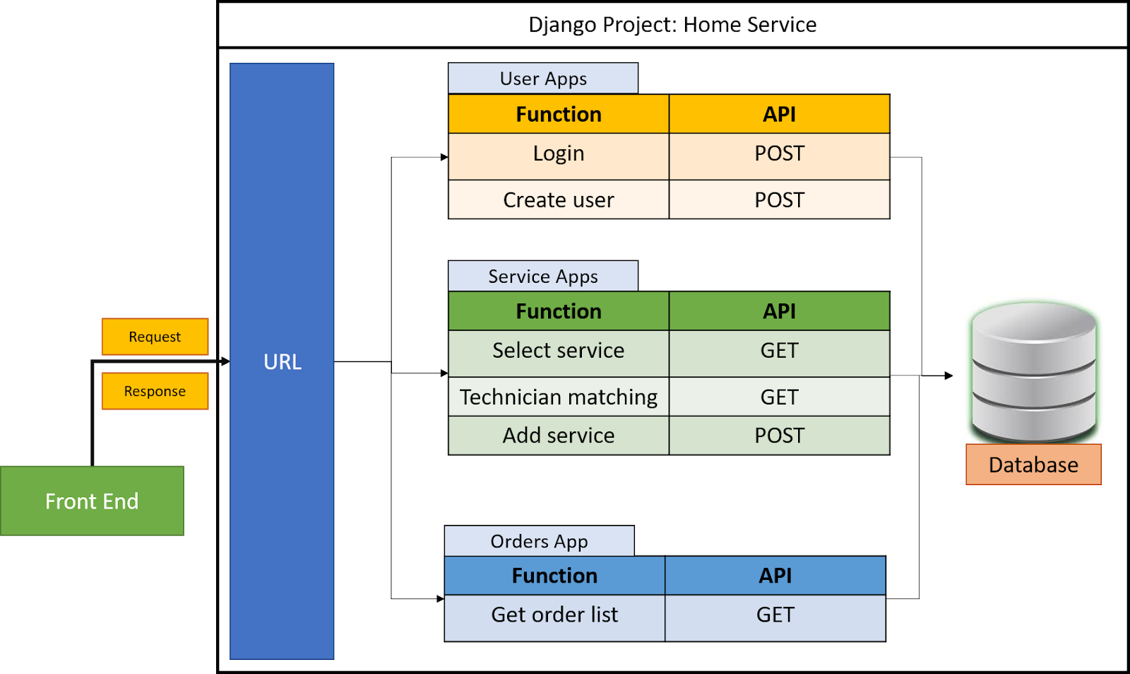 Django Project: Home Service
User Apps
Function API
Login POST
Create user POST
Service Apps
Function API
Select service GET
Technician matching GET
Add service POST
Request
URL
Response
Database
Front End
Orders App
Function API
Get order list GET